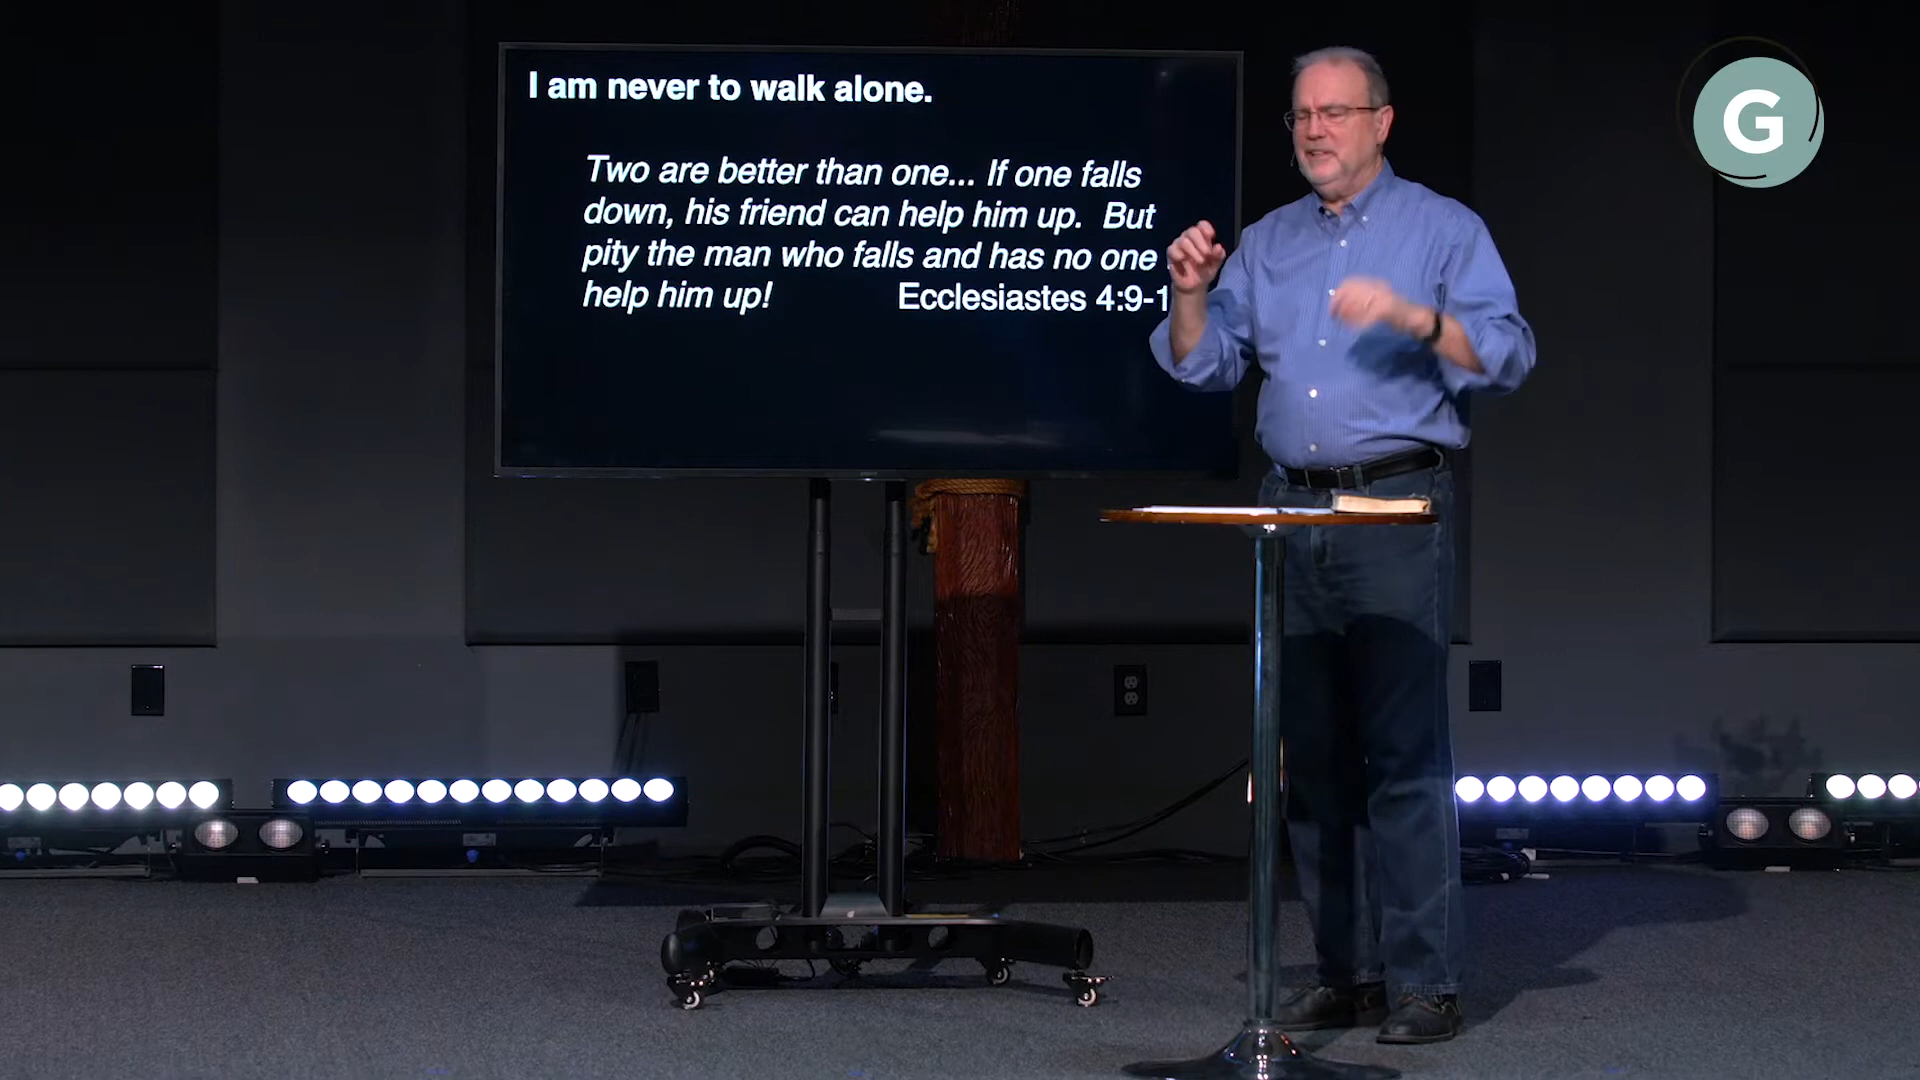 I am never to walk alone.
Two are better than one... If one falls
down, his friend can help him up. But
pity the man who falls and has no one
help him up! Ecclesiastes 4:9-1
G